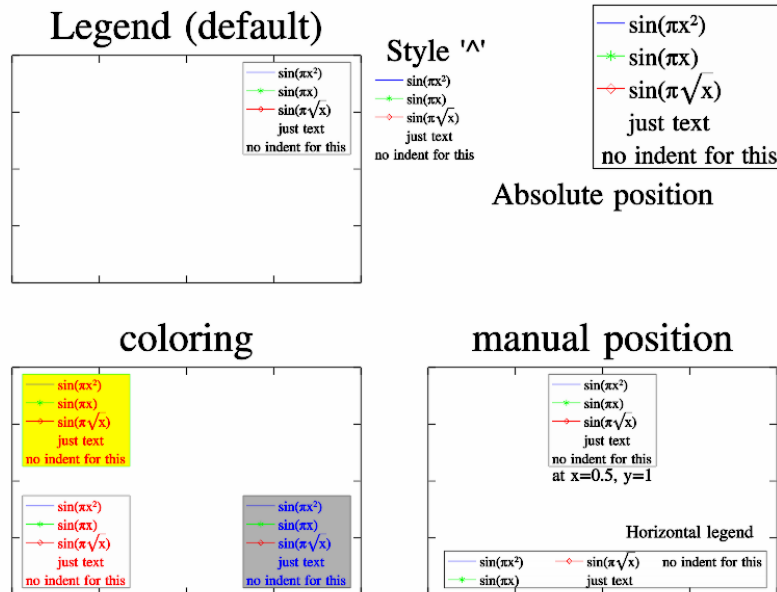 Legend (default)
sin(πx²)
sin(πx)
sin(π√x)
just text
no indent for this
Style '^'
sin(πx²)
sin(πx)
sin(π√x)
just text
no indent for this
sin(πx²)
sin(πx)
sin(π√x)
just text
no indent for this
Absolute position
coloring
sin(πx²)
sin(πx)
sin(π√x)
just text
no indent for this
sin(πx²)
sin(πx)
sin(π√x)
just text
no indent for this
sin(πx²)
sin(πx)
sin(π√x)
just text
no indent for this
manual position
sin(πx²)
sin(πx)
sin(π√x)
just text
no indent for this
at x=0.5, y=1
Horizontal legend
sin(πx²) sin(π√x) no indent for this
sin(πx) just text